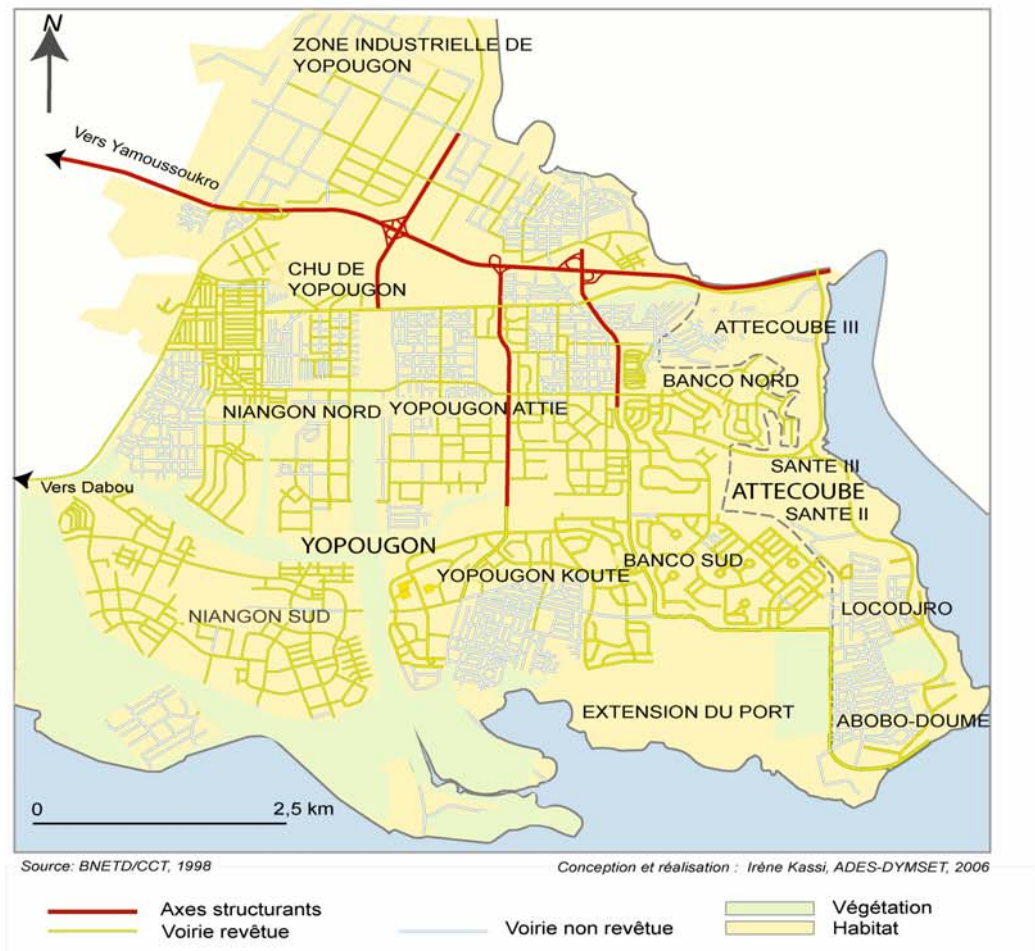 N
ZONE INDUSTRIELLE DE
YOPOUGON
Vers Yamoussoukro
CHU DE
YOPOUGON
ATTECOUBE III
BANCO NORD
NIANGON NORD
YOPOUGON ATTIE
SANTE III
ATTECOUBE
SANTE II
Vers Dabou
YOPOUGON
BANCO SUD
YOPOUGON KOUTE
NIANGON SUD
LOCODJRO
EXTENSION DU PORT
ABOBO-DOUME
0 2,5 km
Source: BNETD/CCT, 1998
Conception et réalisation : Irène Kassi, ADES-DYMSET, 2006
Axes structurants
Voirie revêtue
Voirie non revêtue
Végétation
Habitat